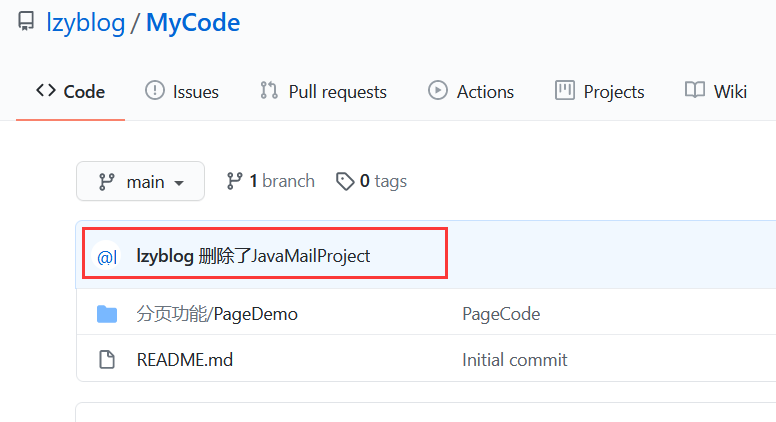 lzyblog / MyCode
Code Issues Pull requests Actions Projects Wiki
main 1 branch 0 tags
@l lzyblog 删除了JavaMailProject
分页功能/PageDemo PageCode
README.md Initial commit